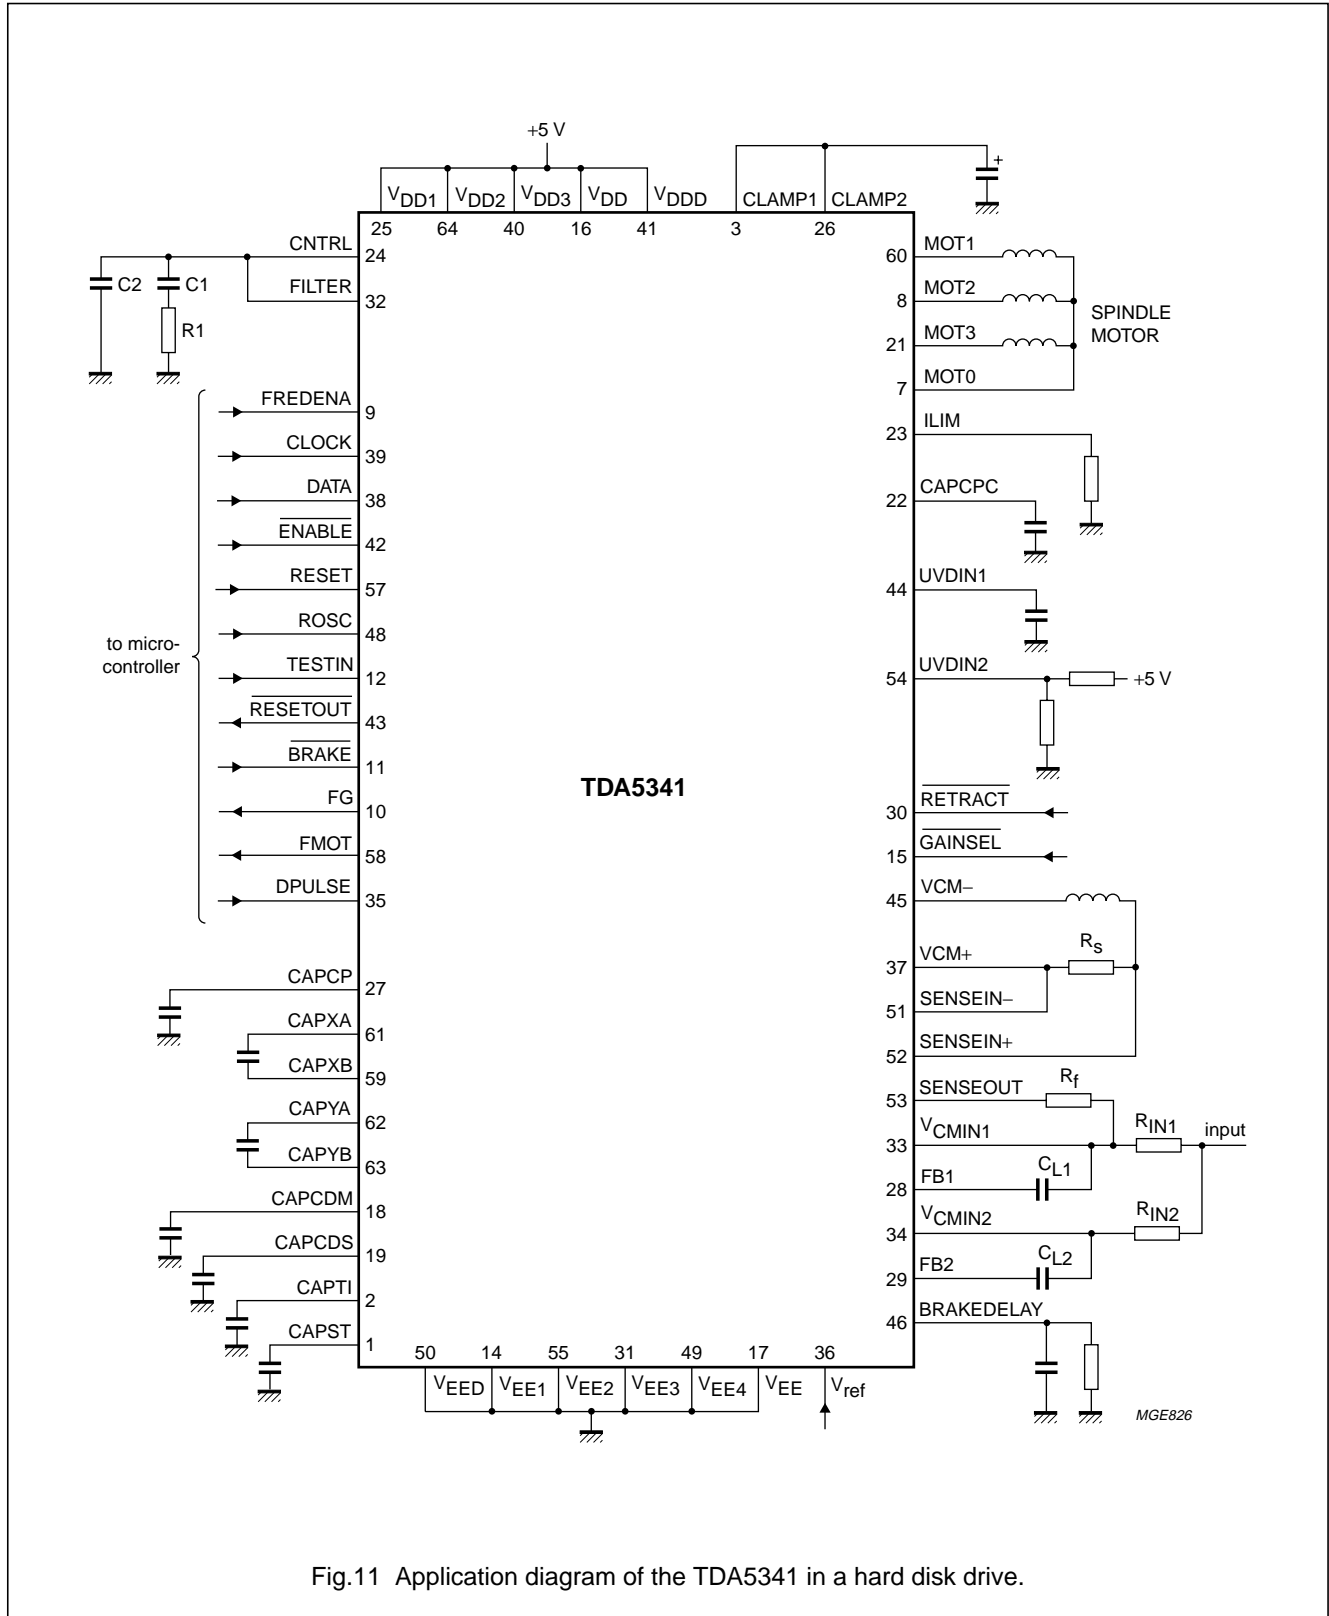 +5 V
VDD1 VDD2 VDD3 VDD VDDD CLAMP1 CLAMP2
25 64 40 16 41 3 26
+
CNTRL 24
FILTER 32
C2 C1
R1
FREDENA 9
CLOCK 39
DATA 38
ENABLE 42
RESET 57
ROSC 48
to micro-
controller
TESTIN 12
RESETOUT 43
BRAKE 11
FG 10
FMOT 58
DPULSE 35
CAPCP 27
CAPXA 61
CAPXB 59
CAPYA 62
CAPYB 63
CAPCDM 18
CAPCDS 19
CAPTI 2
CAPST 1
TDA5341
60 MOT1
8 MOT2
21 MOT3
7 MOT0
SPINDLE
MOTOR
23 ILIM
22 CAPCPC
44 UVDIN1
54 UVDIN2
+5 V
30 RETRACT
15 GAINSEL
45 VCM−
37 VCM+
RS
51 SENSEIN−
52 SENSEIN+
53 SENSEOUT
Rf
33 VCMIN1
RIN1
input
28 FB1
CL1
34 VCMIN2
RIN2
29 FB2
CL2
46 BRAKEDELAY
50 14 55 31 49 17 36
VEED VEE1 VEE2 VEE3 VEE4 VEE Vref
MGE826
Fig.11 Application diagram of the TDA5341 in a hard disk drive.